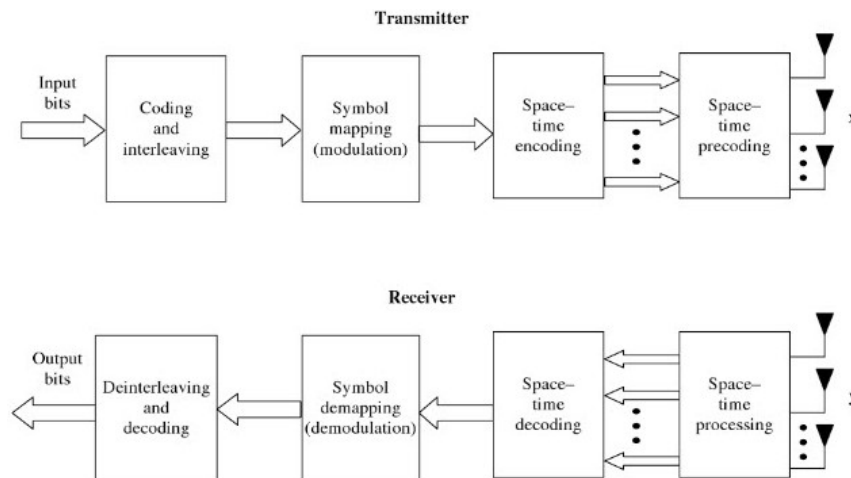 Transmitter
Input
bits
Coding
and
interleaving
Symbol
mapping
(modulation)
Space–
time
encoding
Space–
time
precoding
x
Receiver
Output
bits
Deinterleaving
and
decoding
Symbol
demapping
(demodulation)
Space–
time
decoding
Space–
time
processing